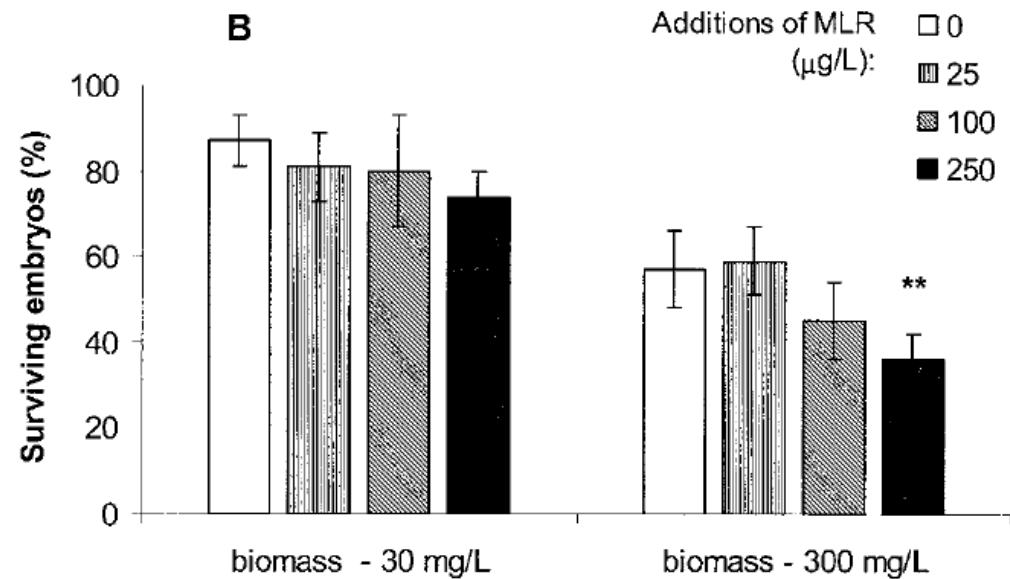 B
Additions of MLR
(μg/L):
0
25
100
250
Surviving embryos (%)
100
80
60
40
20
0
**
biomass - 30 mg/L
biomass - 300 mg/L